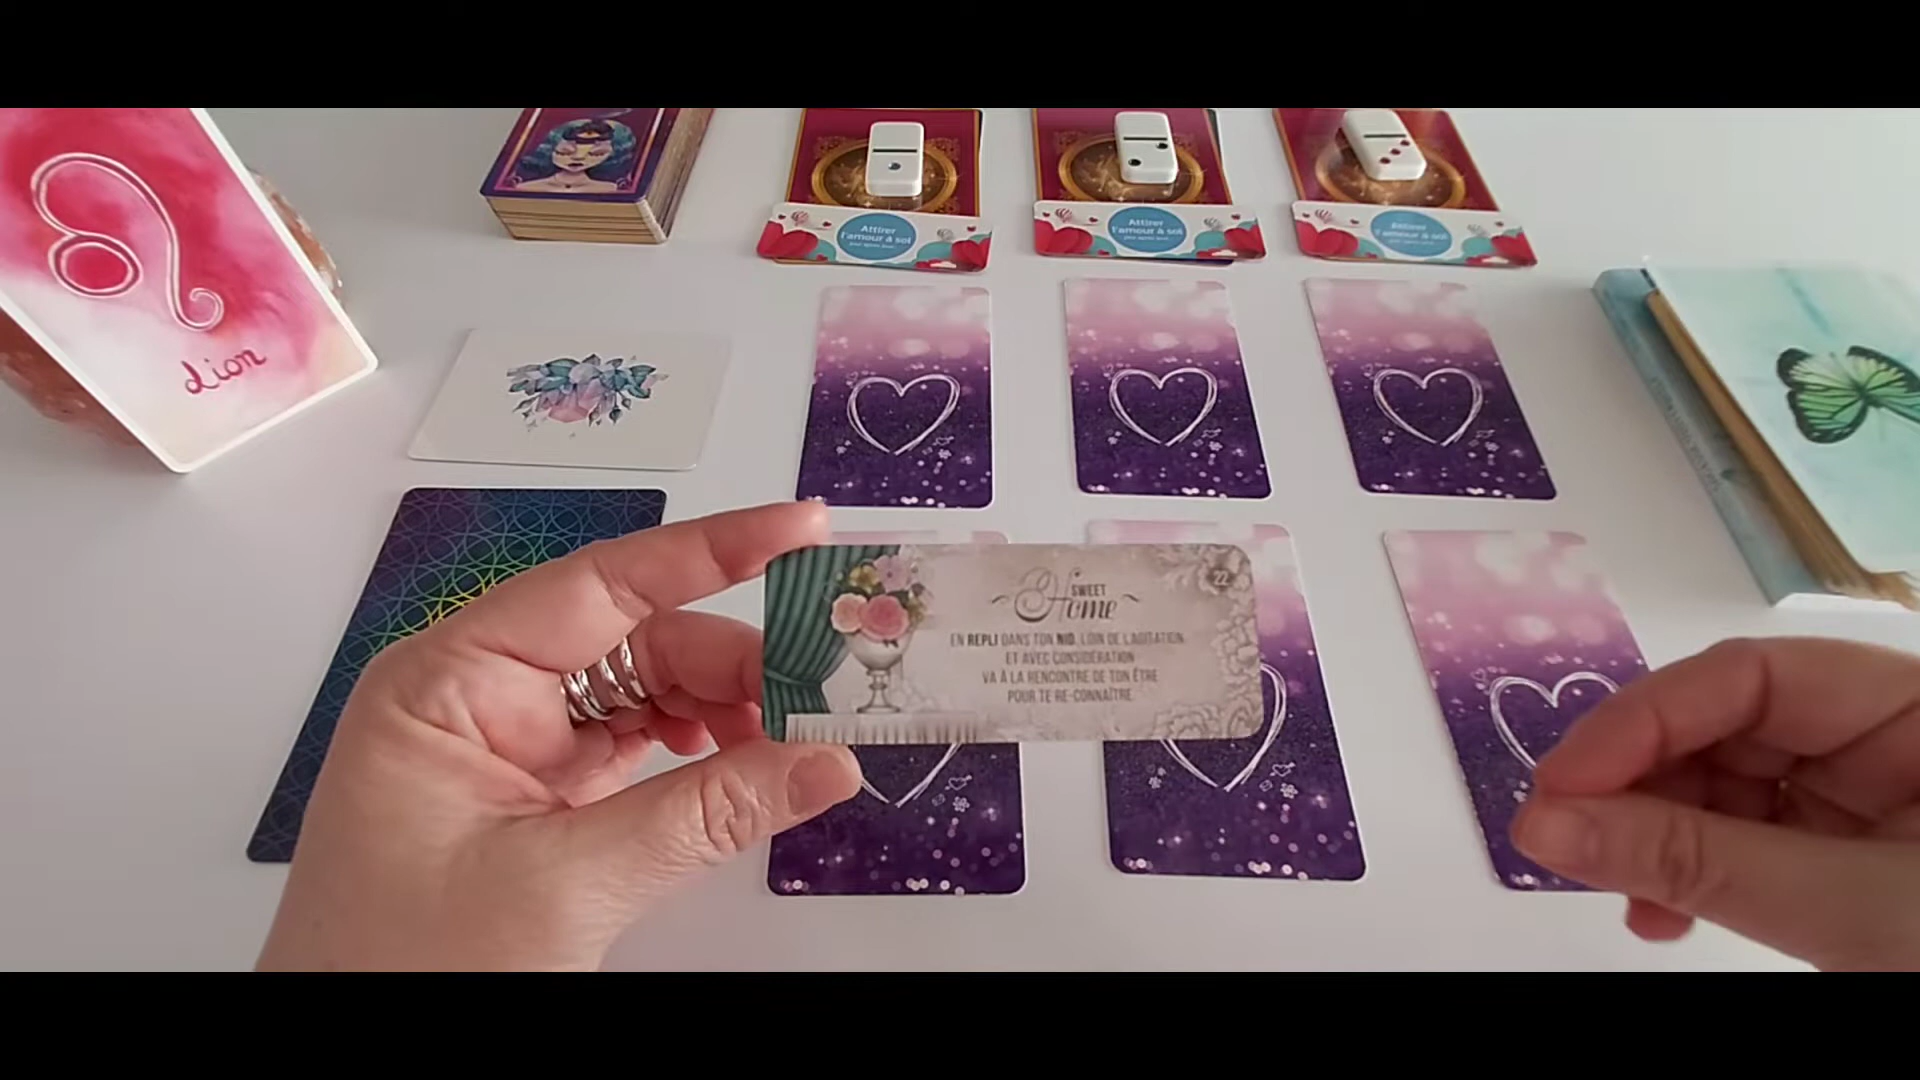 Lion
Attirer
l'amour à soi
Attirer
l'amour à soi
Attirer
l'amour à soi
22
SWEET
Home
EN REPLI DANS TON NID, LOIN DE L'AGITATION
ET AVEC CONSIDÉRATION
VA À LA RENCONTRE DE TON ÊTRE
POUR TE RE-CONNAÎTRE.